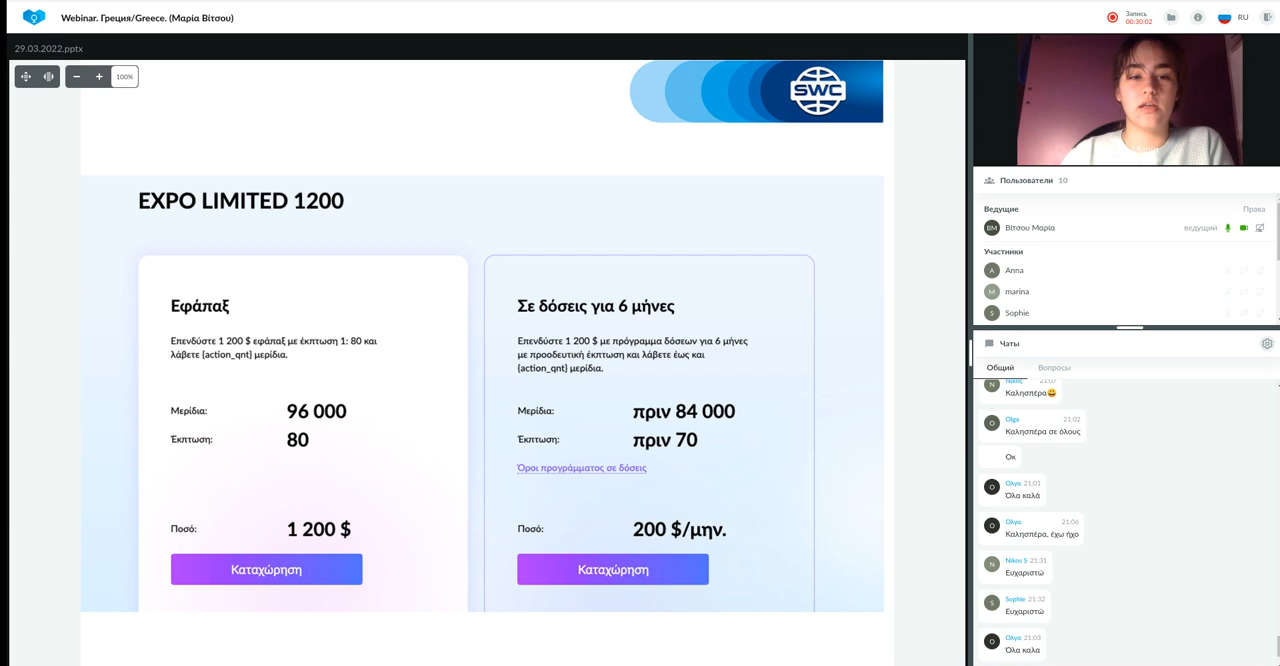 Webinar. Греция/Greece. (Μαρία Βίτσου)
Запись
00:30:02
RU
29.03.2022.pptx
100%
SWC
EXPO LIMITED 1200
Εφάπαξ
Επενδύστε 1 200 $ εφάπαξ με έκπτωση 1: 80 και
λάβετε {action_qnt} μερίδια.
Μερίδια: 96 000
Έκπτωση: 80
Ποσό: 1 200 $
Καταχώρηση
Σε δόσεις για 6 μήνες
Επενδύστε 1 200 $ με πρόγραμμα δόσεων για 6 μήνες
με προοδευτική έκπτωση και λάβετε έως και
{action_qnt} μερίδια.
Μερίδια: πριν 84 000
Έκπτωση: πριν 70
Όροι προγράμματος σε δόσεις
Ποσό: 200 $/μην.
Καταχώρηση
Пользователи 10
Ведущие Права
ΒΜ Βίτσου Μαρία ведущий
Участники
A Anna
M marina
S Sophie
Чаты
Общий Вопросы
N Nikos 21:07
Καλησπέρα😃
O Olga 21:02
Καλησπέρα σε όλους
Οκ
O Olya 21:01
Όλα καλά
O Olya 21:06
Καλησπέρα, έχω ήχο
N Nikos S 21:31
Ευχαριστώ
S Sophie 21:32
Ευχαριστώ
O Olya 21:03
Όλα καλα